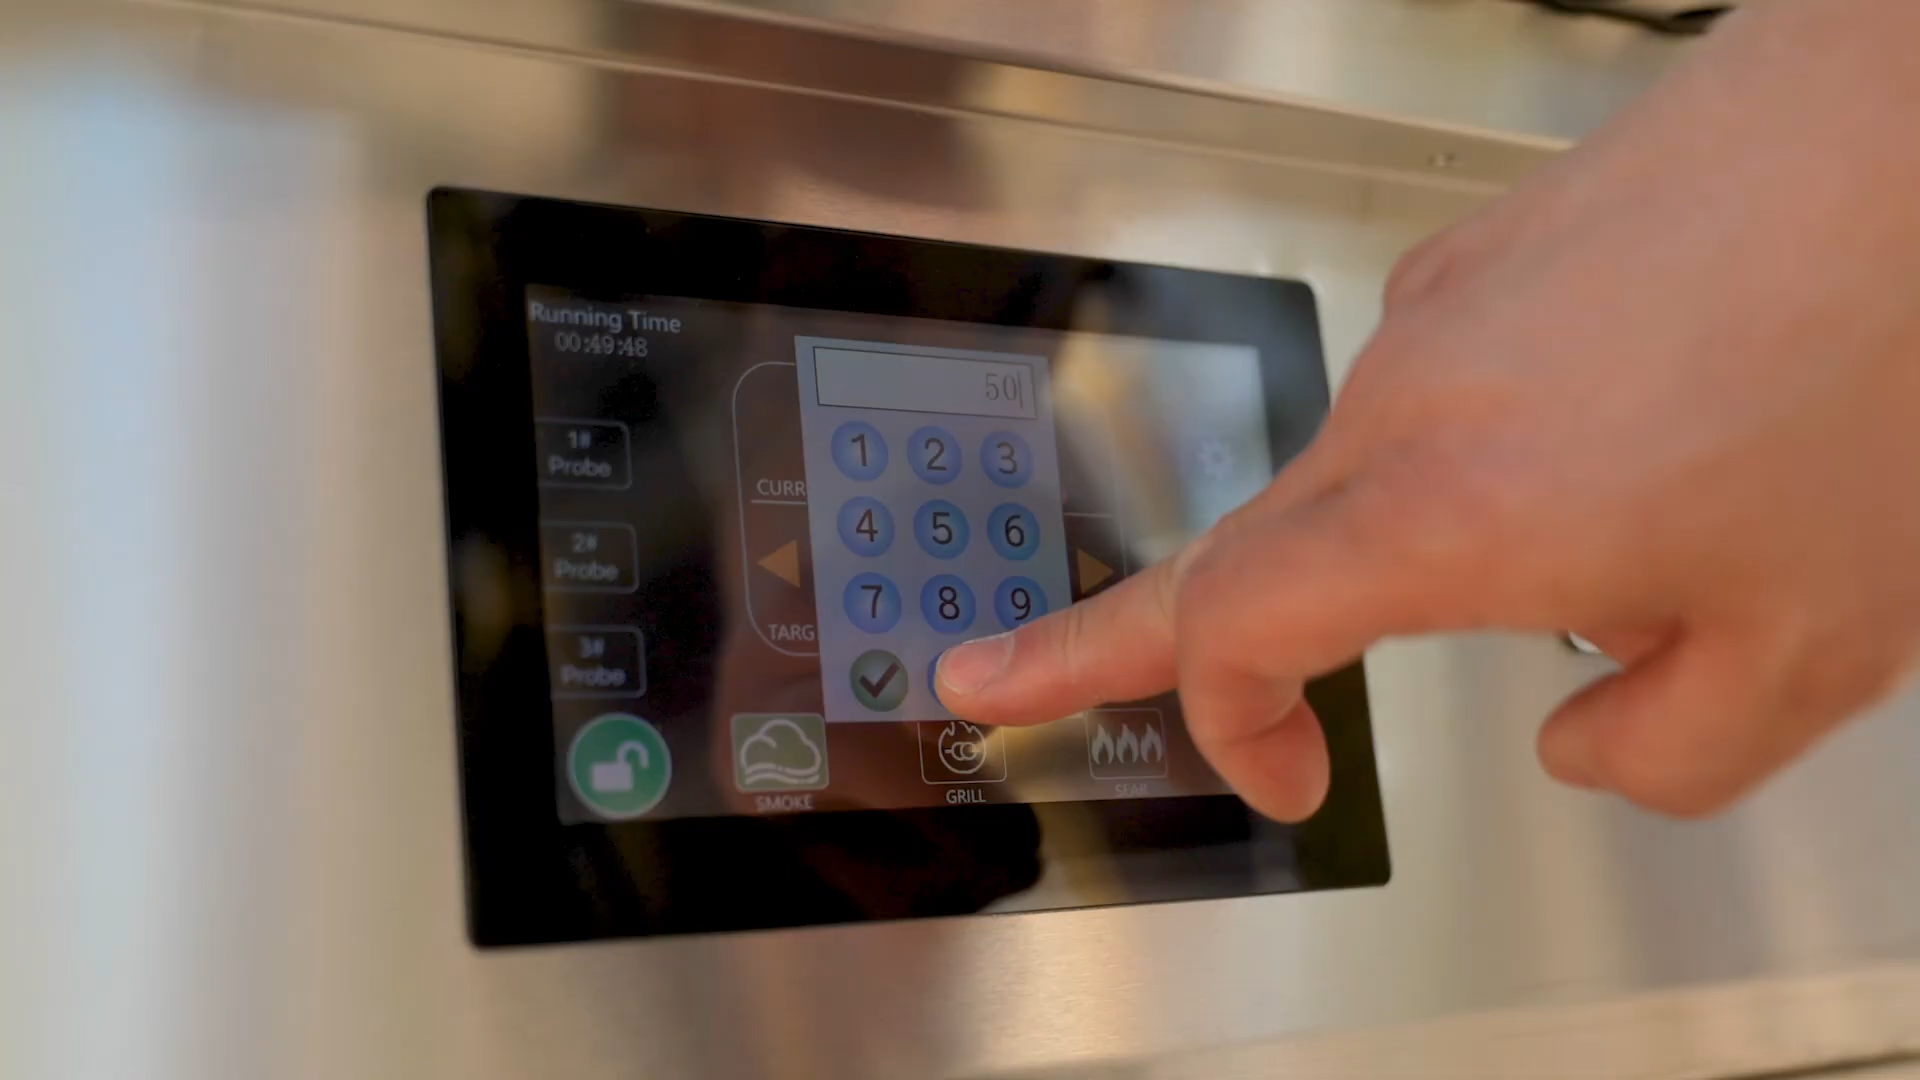 Running Time
00:49:48
50
1#
Probe
2#
Probe
3#
Probe
CURR
TARG
1 2 3
4 5 6
7 8 9
SMOKE
GRILL
SEAR